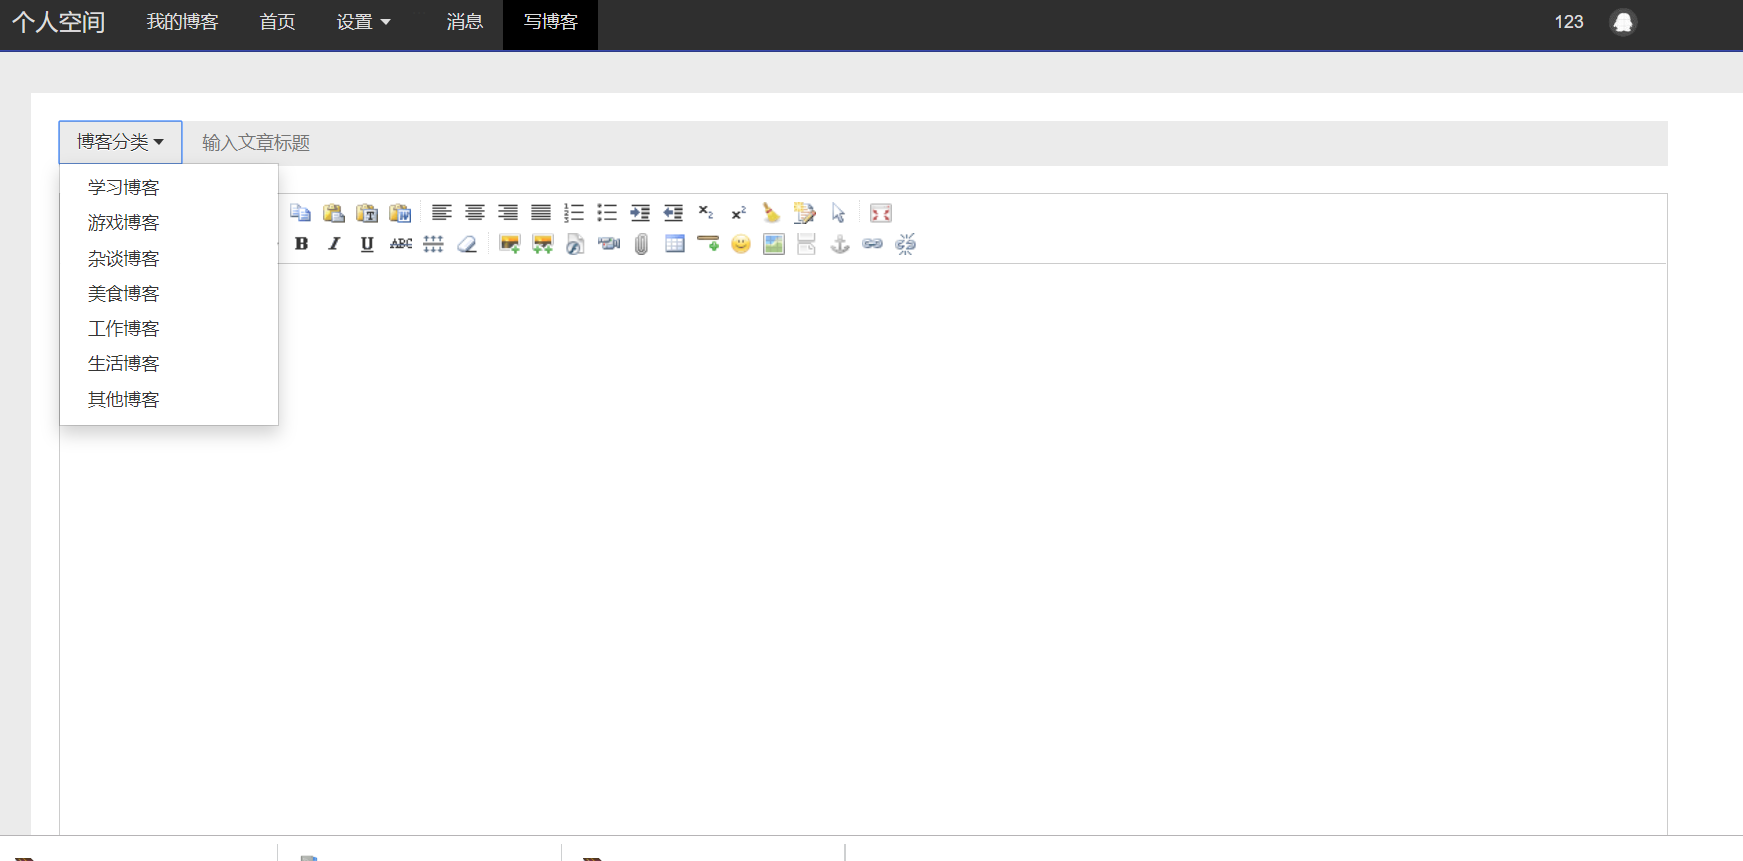 个人空间 我的博客 首页 设置 消息 写博客 123
博客分类 输入文章标题
学习博客
游戏博客
杂谈博客
美食博客
工作博客
生活博客
其他博客
B I U ABC